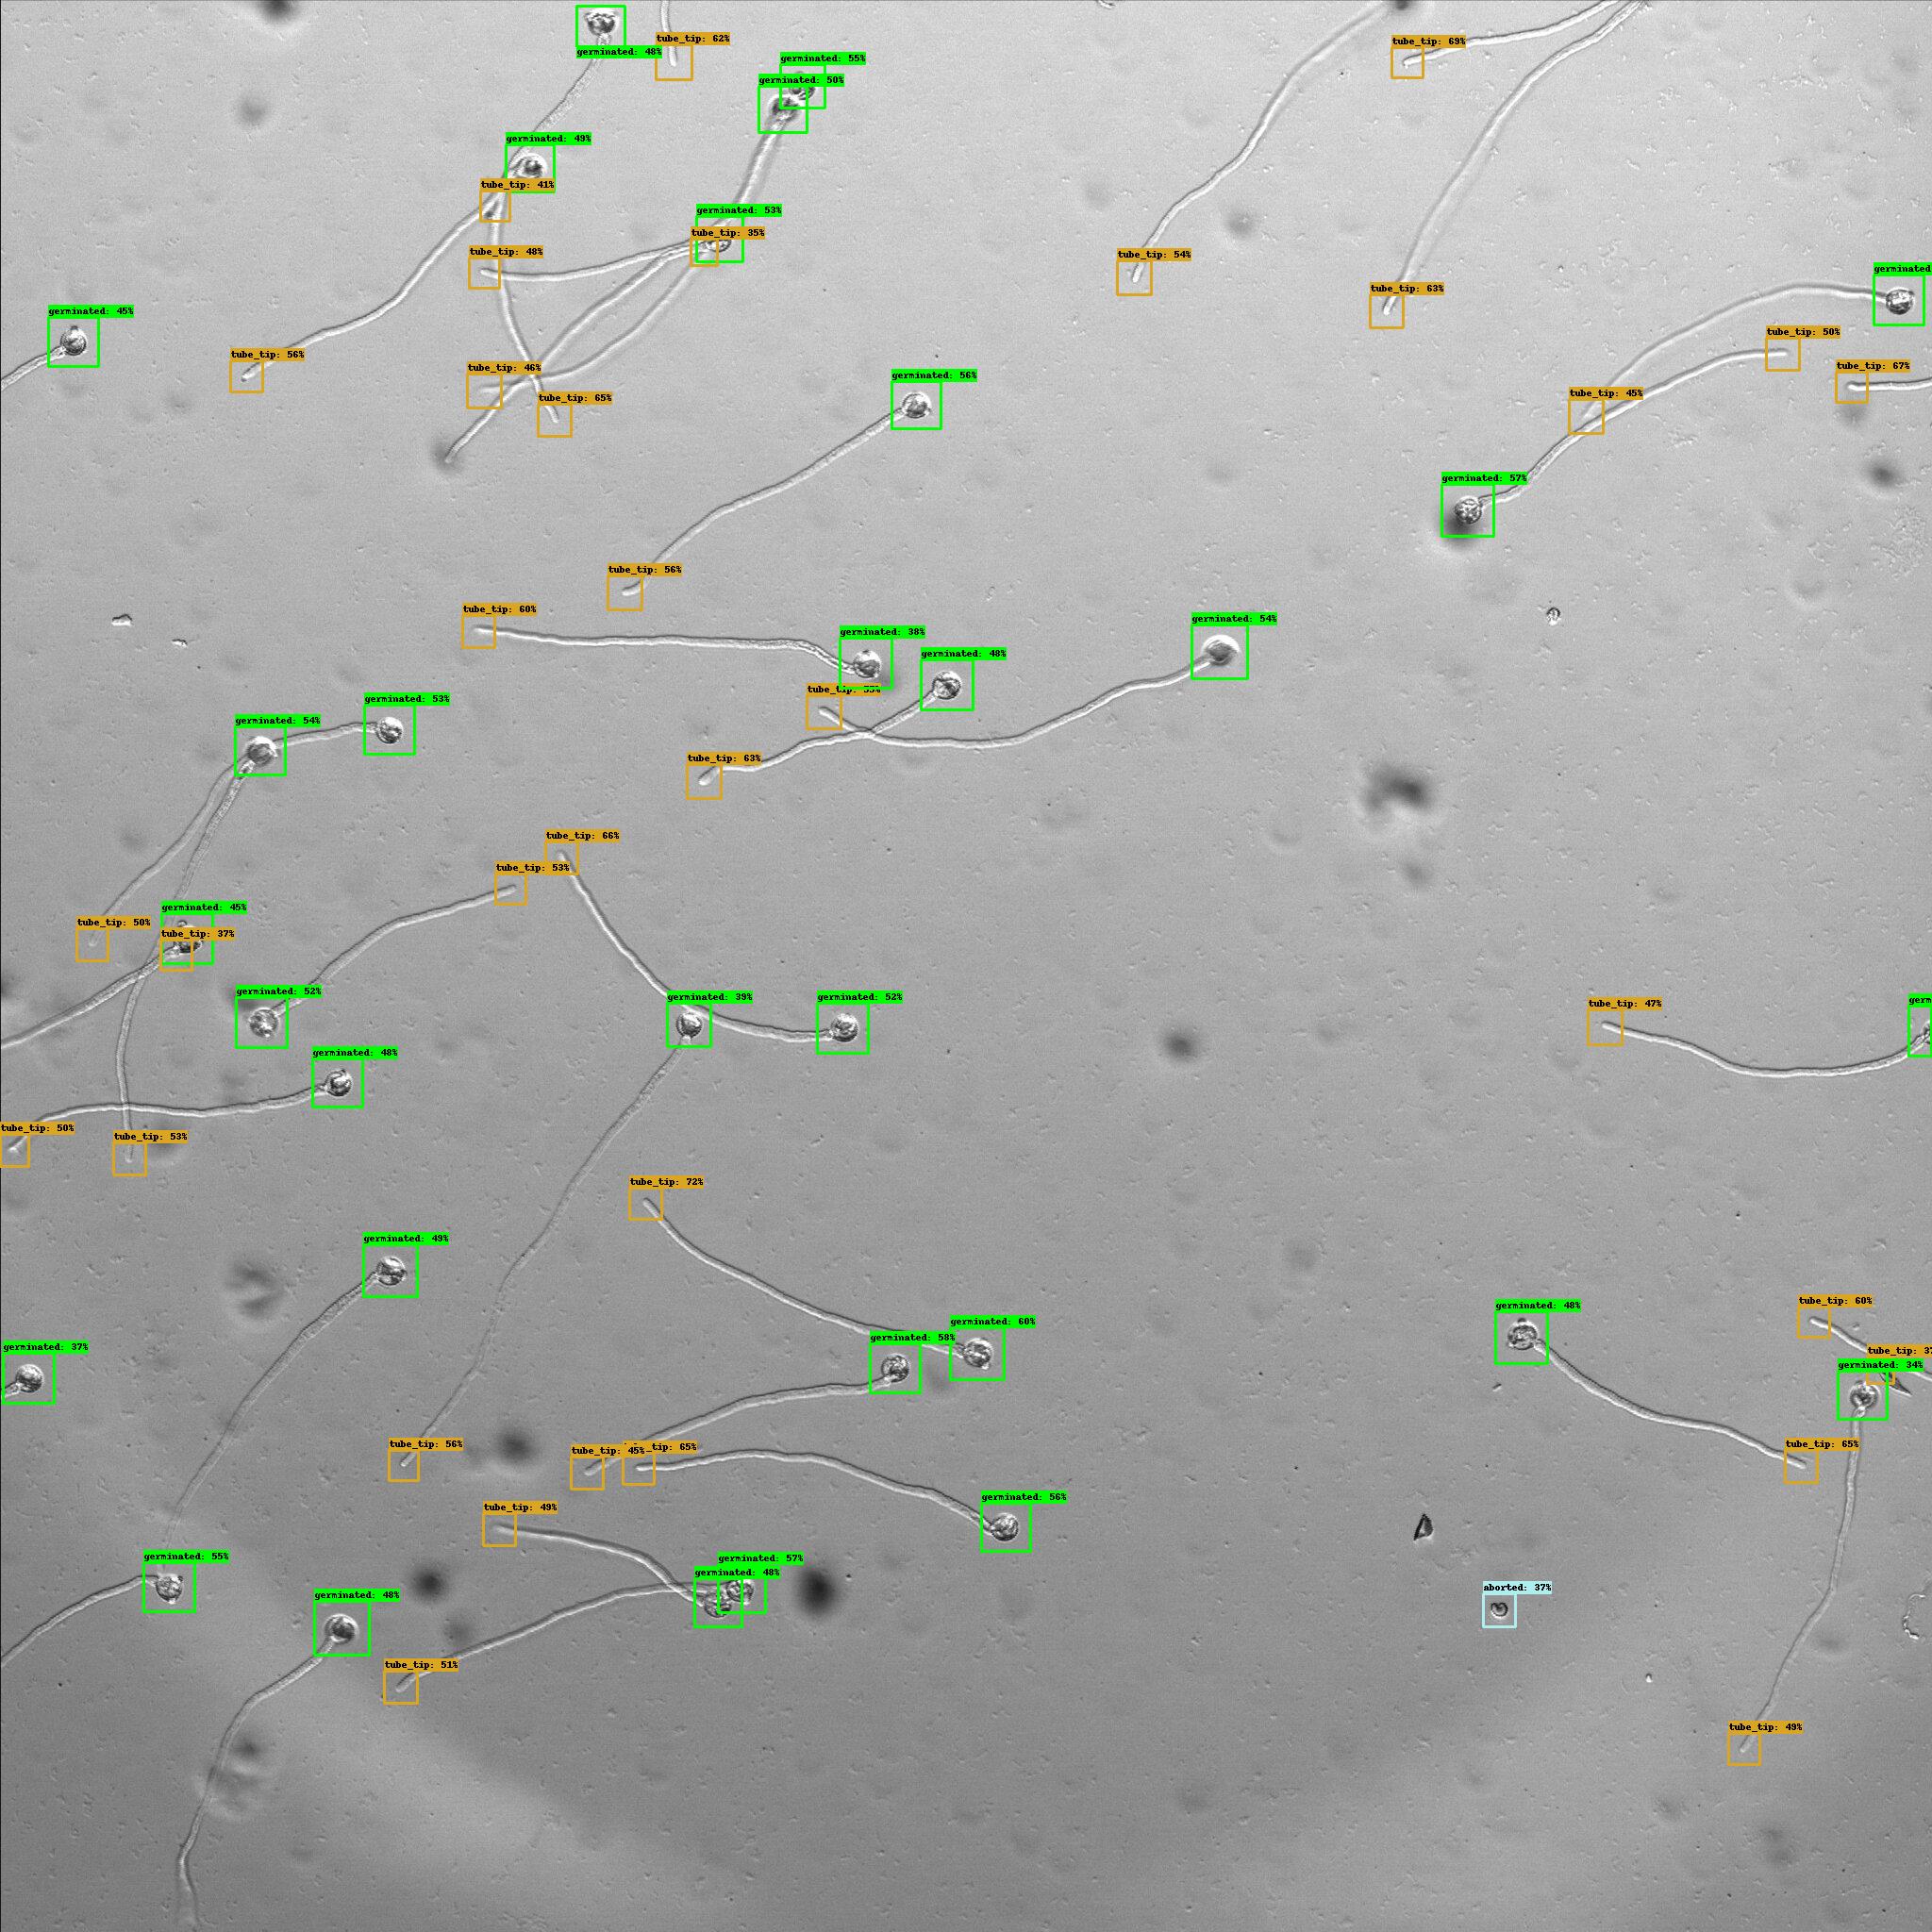 tube_tip: 62%
tube_tip: 69%
germinated: 48%
germinated: 55%
germinated: 50%
germinated: 49%
tube_tip: 41%
germinated: 53%
tube_tip: 35%
tube_tip: 48%
tube_tip: 54%
germinated
tube_tip: 63%
germinated: 45%
tube_tip: 50%
tube_tip: 56%
tube_tip: 46%
tube_tip: 67%
germinated: 56%
tube_tip: 45%
tube_tip: 65%
germinated: 57%
tube_tip: 56%
tube_tip: 60%
germinated: 54%
germinated: 38%
germinated: 48%
germinated: 53%
germinated: 54%
tube_tip: 63%
tube_tip: 66%
tube_tip: 53%
germinated: 45%
tube_tip: 50%
tube_tip: 37%
germinated: 52%
germinated: 39%
germinated: 52%
germ
tube_tip: 47%
germinated: 48%
tube_tip: 50%
tube_tip: 53%
tube_tip: 72%
germinated: 49%
tube_tip: 60%
germinated: 48%
germinated: 60%
germinated: 58%
germinated: 37%
tube_tip: 3
germinated: 34%
tube_tip: 56%
tube_tip: 45%
_tip: 65%
tube_tip: 65%
germinated: 56%
tube_tip: 49%
germinated: 55%
germinated: 57%
germinated: 48%
aborted: 37%
germinated: 48%
tube_tip: 51%
tube_tip: 49%